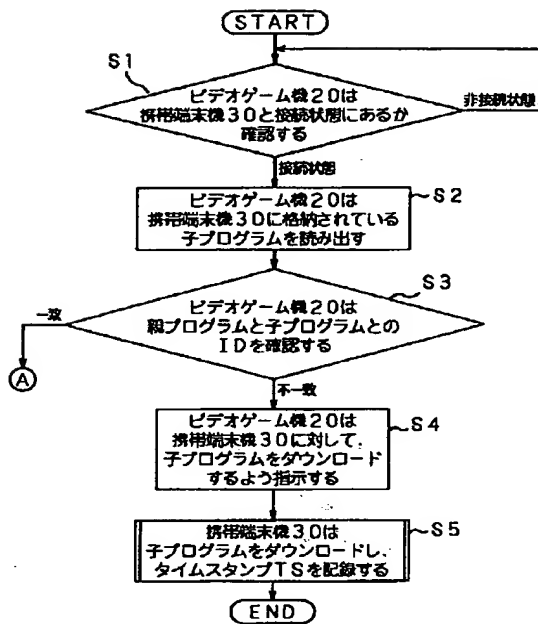 START
S1
ビデオゲーム機20は
携帯端末機30と接続状態にあるか
確認する
非接続状態
接続状態
ビデオゲーム機20は
携帯端末機30に格納されている
子プログラムを読み出す
S2
S3
ビデオゲーム機20は
親プログラムと子プログラムとの
IDを確認する
一致
A
不一致
ビデオゲーム機20は
携帯端末機30に対して、
子プログラムをダウンロード
するよう指示する
S4
携帯端末機30は
子プログラムをダウンロードし、
タイムスタンプTSを記録する
S5
END